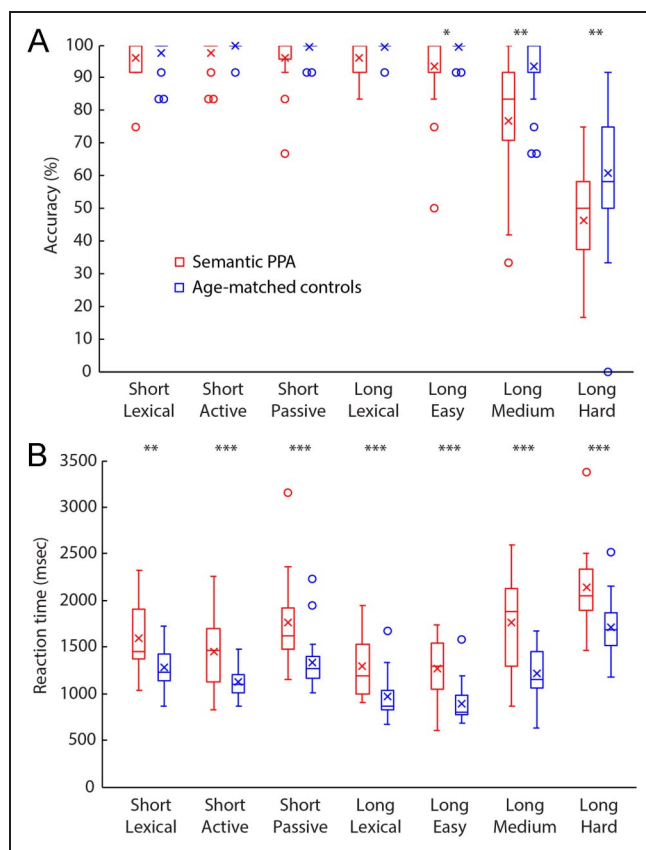 A
* ** **
100
90
80
70
60
50
40
30
20
10
0
Accuracy (%)
Semantic PPA
Age-matched controls
Short Lexical
Short Active
Short Passive
Long Lexical
Long Easy
Long Medium
Long Hard
B
** *** *** *** *** *** ***
3500
3000
2500
2000
1500
1000
500
0
Reaction time (msec)
Short Lexical
Short Active
Short Passive
Long Lexical
Long Easy
Long Medium
Long Hard